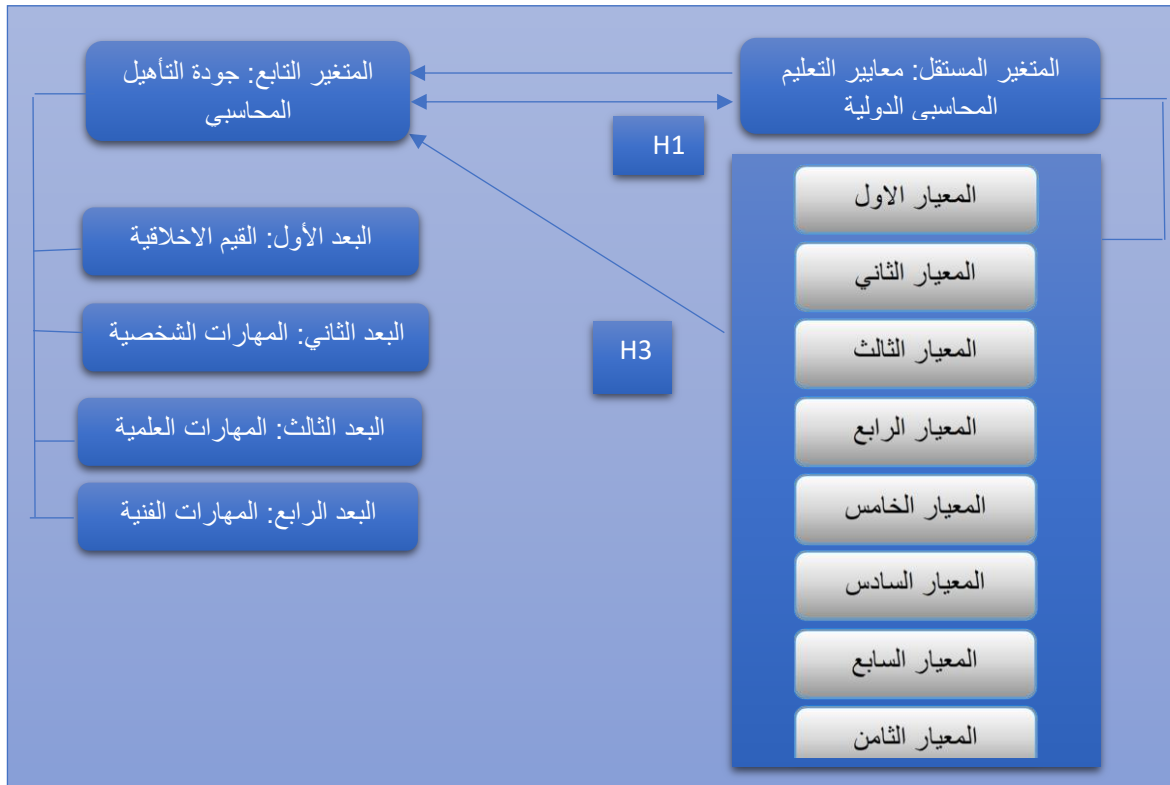 المتغير المستقل: معايير التعليم
المحاسبي الدولية
المتغير التابع: جودة التأهيل
المحاسبي
H1
H3
المعيار الاول
المعيار الثاني
المعيار الثالث
المعيار الرابع
المعيار الخامس
المعيار السادس
المعيار السابع
المعيار الثامن
البعد الأول: القيم الاخلاقية
البعد الثاني: المهارات الشخصية
البعد الثالث: المهارات العلمية
البعد الرابع: المهارات الفنية